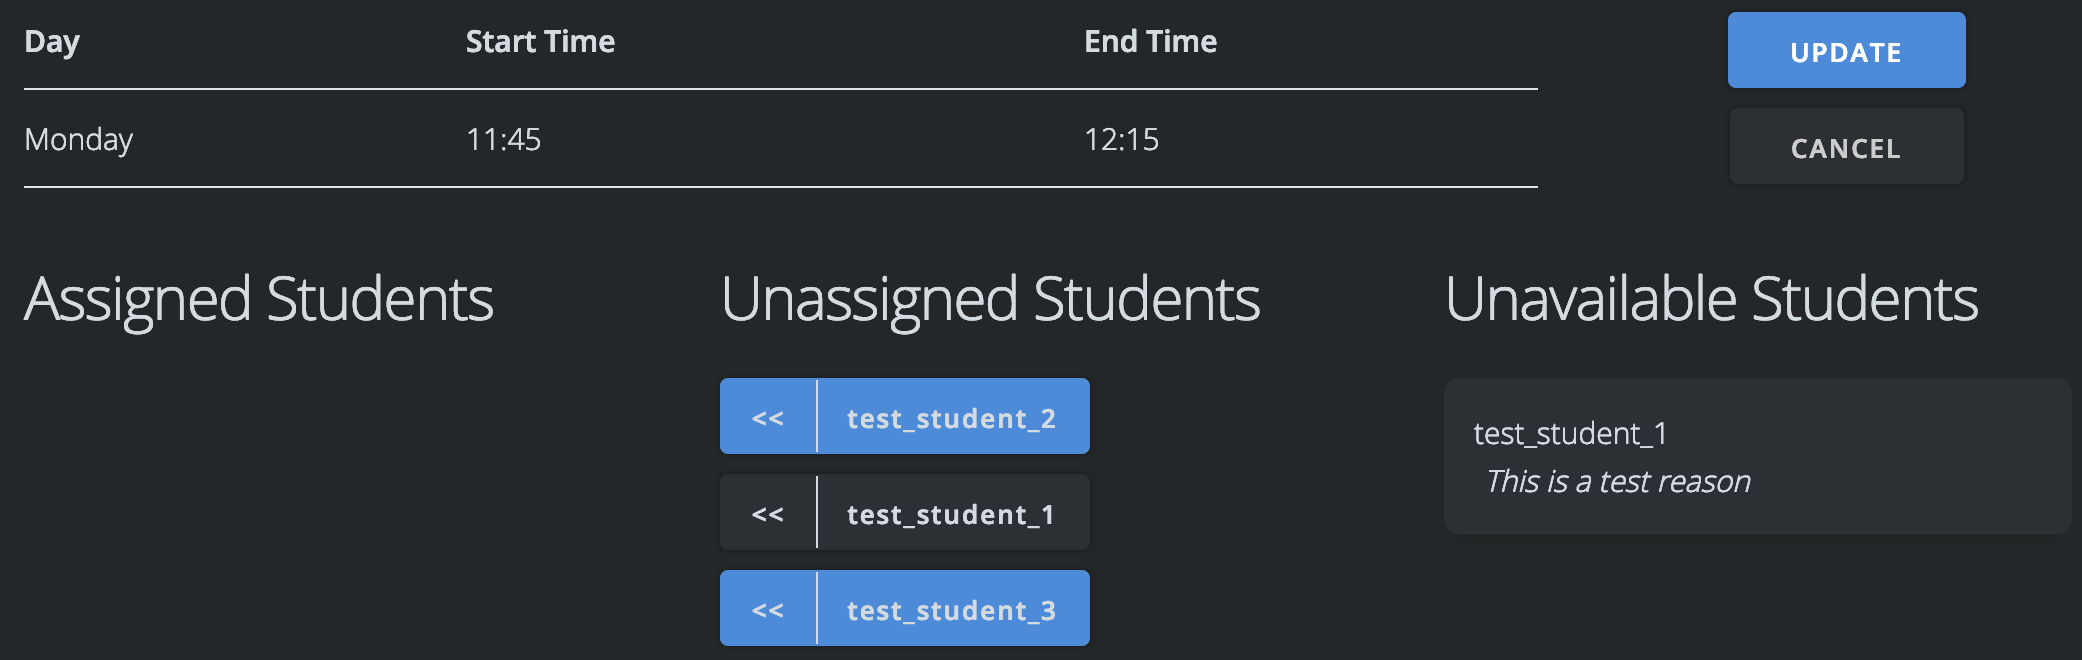 Day Start Time End Time
UPDATE
Monday 11:45 12:15
CANCEL
Assigned Students
Unassigned Students
Unavailable Students
<< test_student_2
<< test_student_1
<< test_student_3
test_student_1
This is a test reason